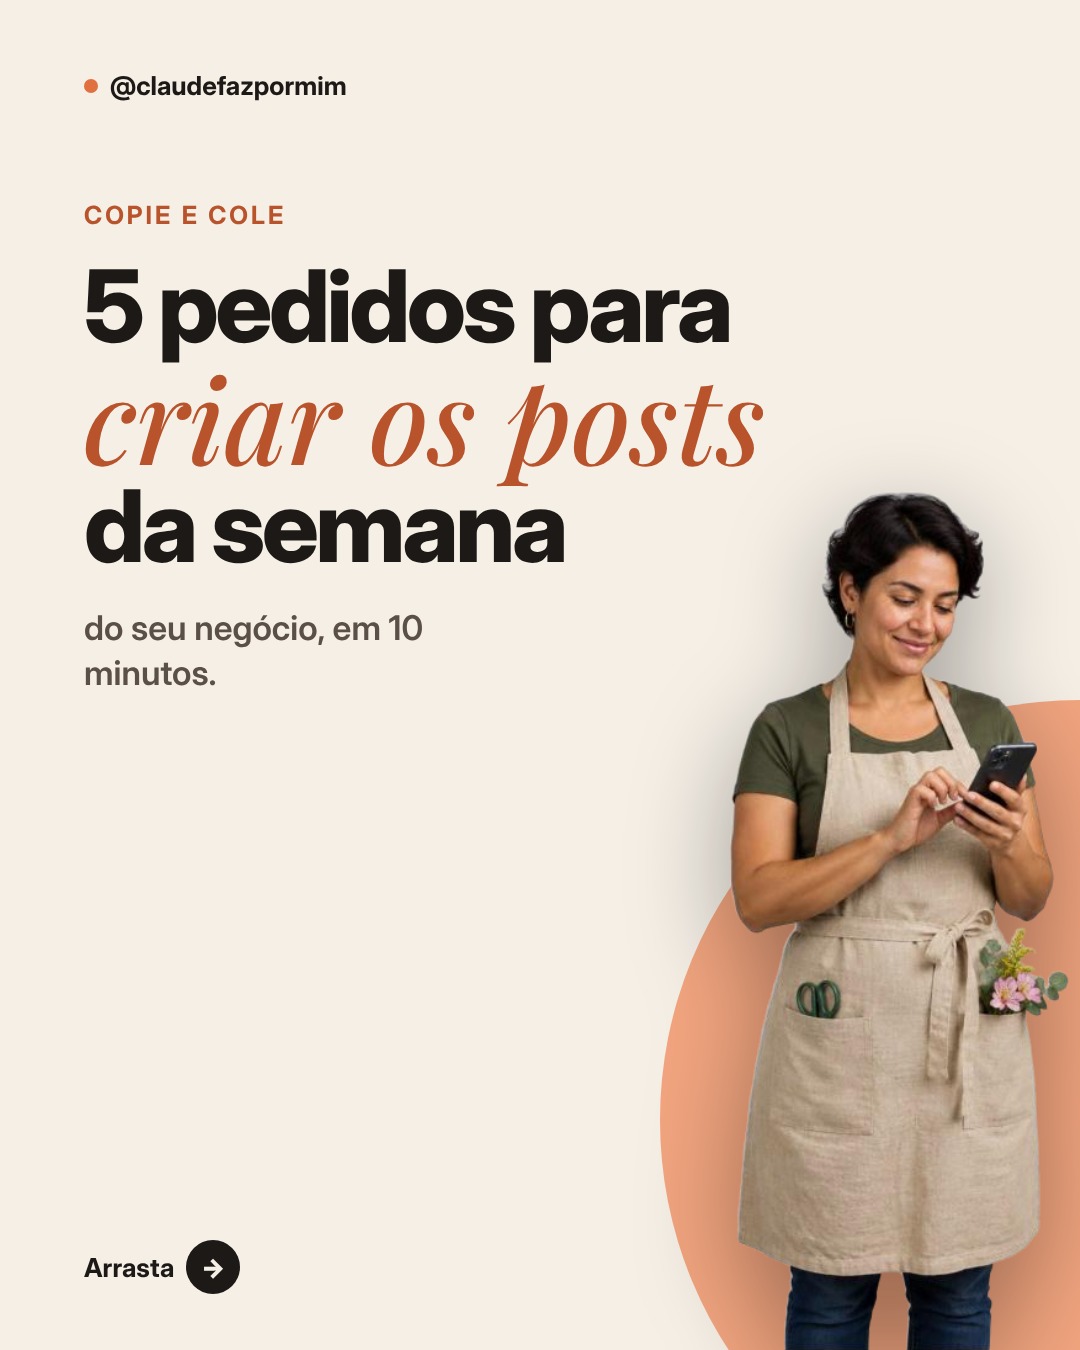 @claudefazpormim
COPIE E COLE
5 pedidos para
criar os posts
da semana
do seu negócio, em 10
minutos.
Arrasta